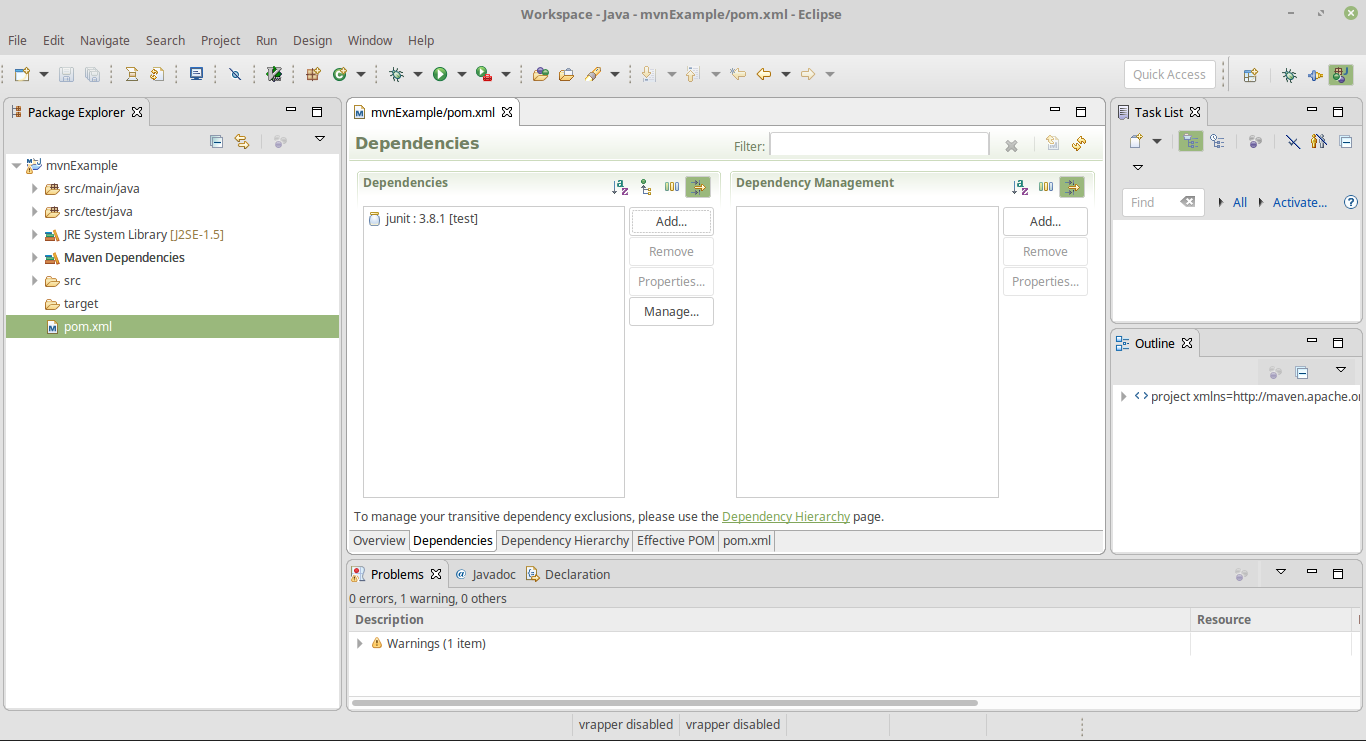 Workspace - Java - mvnExample/pom.xml - Eclipse
File Edit Navigate Search Project Run Design Window Help
Quick Access
Package Explorer
mvnExample
src/main/java
src/test/java
JRE System Library [J2SE-1.5]
Maven Dependencies
src
target
pom.xml
mvnExample/pom.xml
Dependencies
Filter:
Dependencies
junit : 3.8.1 [test]
Add...
Remove
Properties...
Manage...
Dependency Management
Add...
Remove
Properties...
To manage your transitive dependency exclusions, please use the Dependency Hierarchy page.
Overview Dependencies Dependency Hierarchy Effective POM pom.xml
Task List
Find All Activate...
Outline
project xmlns=http://maven.apache.or
Problems Javadoc Declaration
0 errors, 1 warning, 0 others
Description Resource
Warnings (1 item)
vrapper disabled vrapper disabled